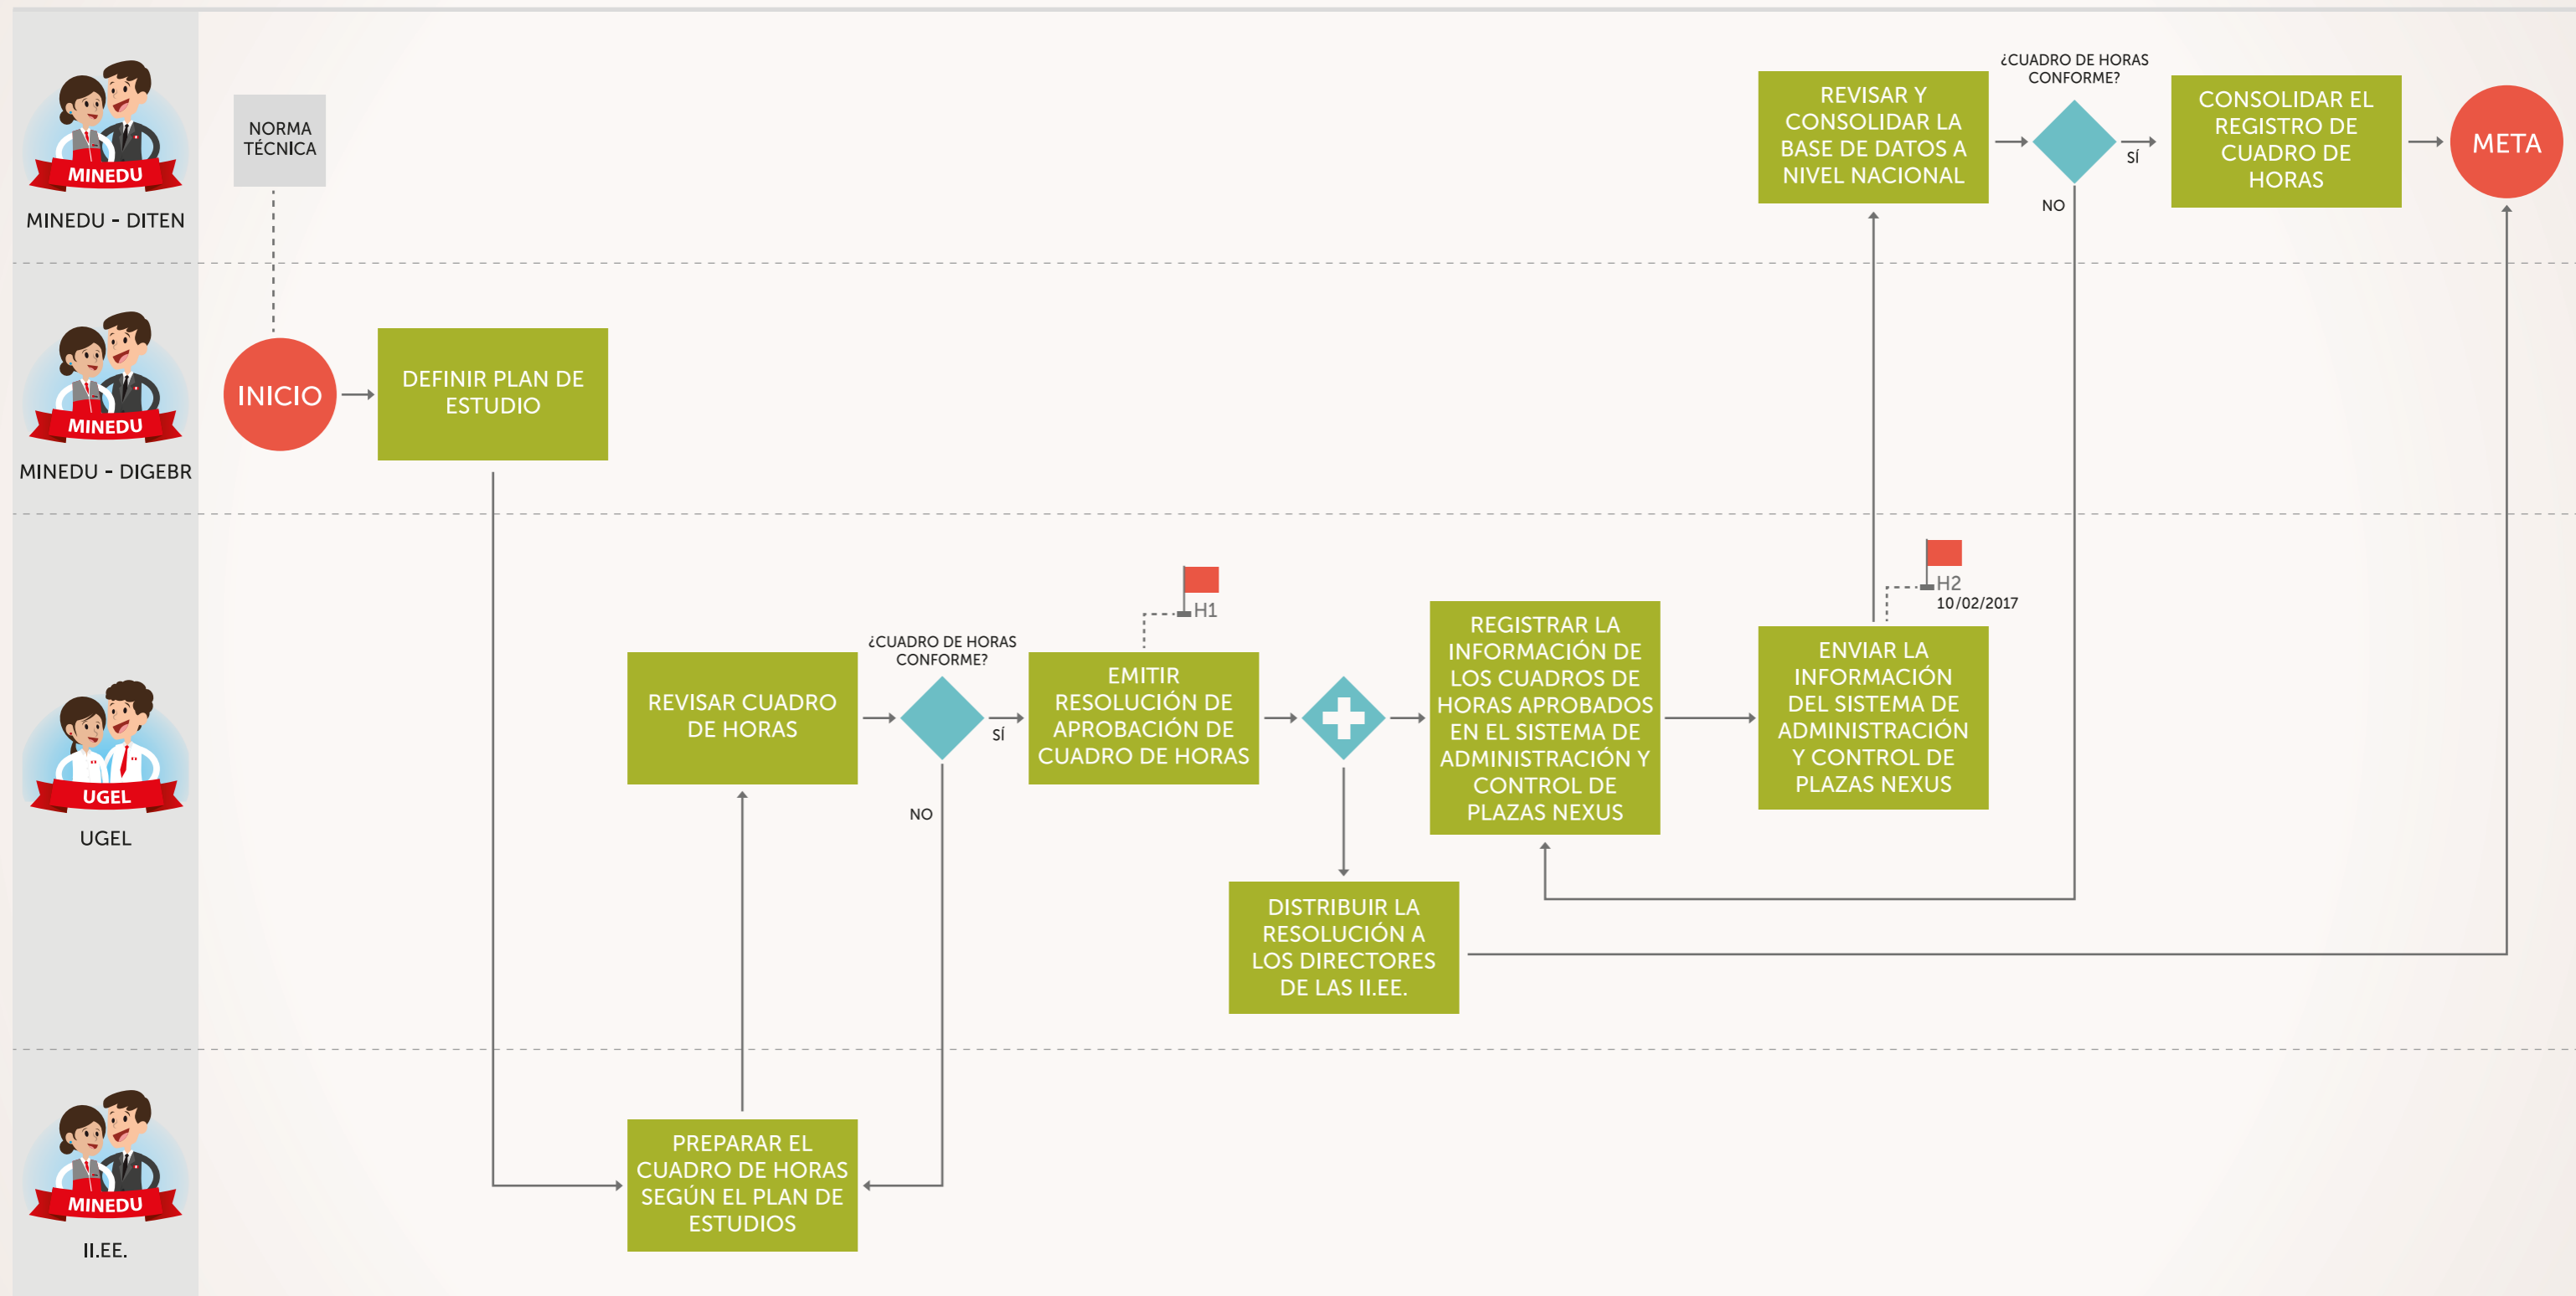 MINEDU
MINEDU - DITEN
NORMA
TÉCNICA
REVISAR Y
CONSOLIDAR LA
BASE DE DATOS A
NIVEL NACIONAL
¿CUADRO DE HORAS
CONFORME?
SÍ
NO
CONSOLIDAR EL
REGISTRO DE
CUADRO DE
HORAS
META
MINEDU
MINEDU - DIGEBR
INICIO
DEFINIR PLAN DE
ESTUDIO
UGEL
UGEL
REVISAR CUADRO
DE HORAS
¿CUADRO DE HORAS
CONFORME?
SÍ
NO
H1
EMITIR
RESOLUCIÓN DE
APROBACIÓN DE
CUADRO DE HORAS
REGISTRAR LA
INFORMACIÓN DE
LOS CUADROS DE
HORAS APROBADOS
EN EL SISTEMA DE
ADMINISTRACIÓN Y
CONTROL DE
PLAZAS NEXUS
H2
10/02/2017
ENVIAR LA
INFORMACIÓN
DEL SISTEMA DE
ADMINISTRACIÓN
Y CONTROL DE
PLAZAS NEXUS
DISTRIBUIR LA
RESOLUCIÓN A
LOS DIRECTORES
DE LAS II.EE.
MINEDU
II.EE.
PREPARAR EL
CUADRO DE HORAS
SEGÚN EL PLAN DE
ESTUDIOS